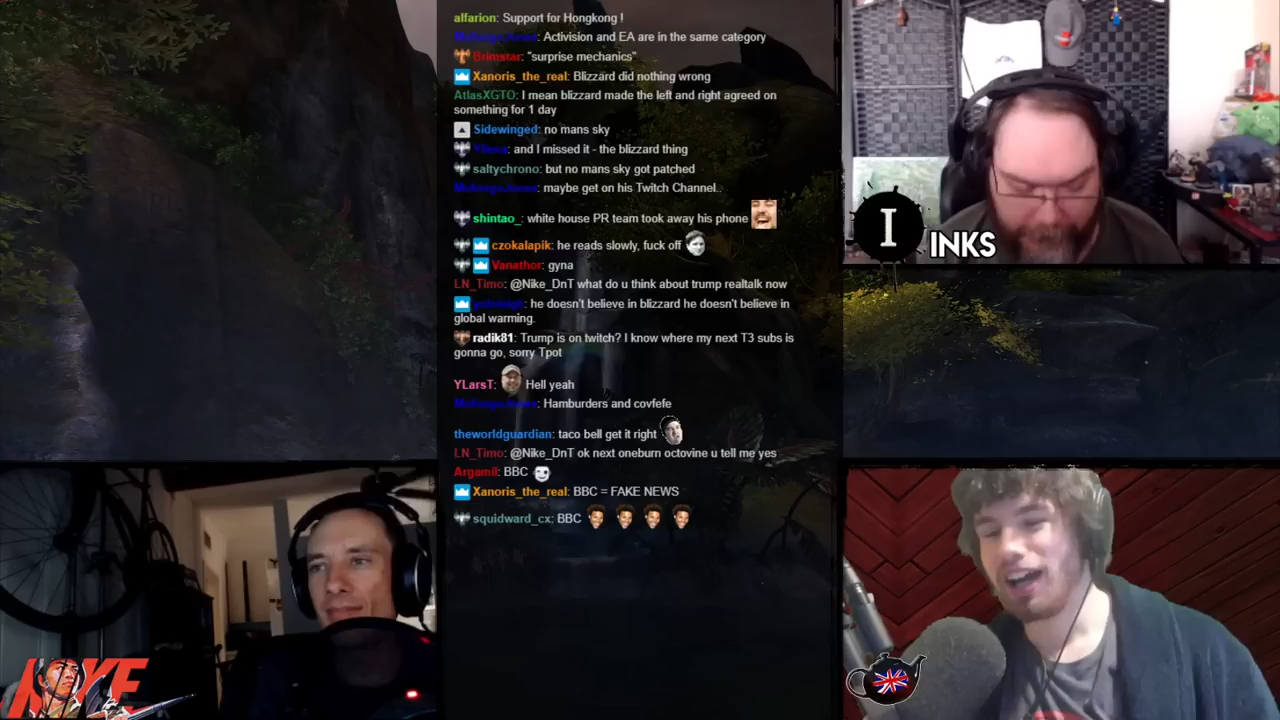 alfarion: Support for Hongkong !
: Activision and EA are in the same category
Brimstar: "surprise mechanics"
Xanoris_the_real: Blizzard did nothing wrong
AtlasXGTO: I mean blizzard made the left and right agreed on
something for 1 day
Sidewinged: no mans sky
: and I missed it - the blizzard thing
saltychrono: but no mans sky got patched
: maybe get on his Twitch Channel..
shintao_: white house PR team took away his phone
czokalapik: he reads slowly, fuck off
Vanathor: gyna
LN_Timo: @Nike_DnT what do u think about trump realtalk now
: he doesn't believe in blizzard he doesn't believe in
global warming.
radik81: Trump is on twitch? I know where my next T3 subs is
gonna go, sorry Tpot
YLarsT: Hell yeah
: Hamburders and covfefe
theworldguardian: taco bell get it right
LN_Timo: @Nike_DnT ok next oneburn octovine u tell me yes
Argamil: BBC
Xanoris_the_real: BBC = FAKE NEWS
squidward_cx: BBC
I INKS
NIKE